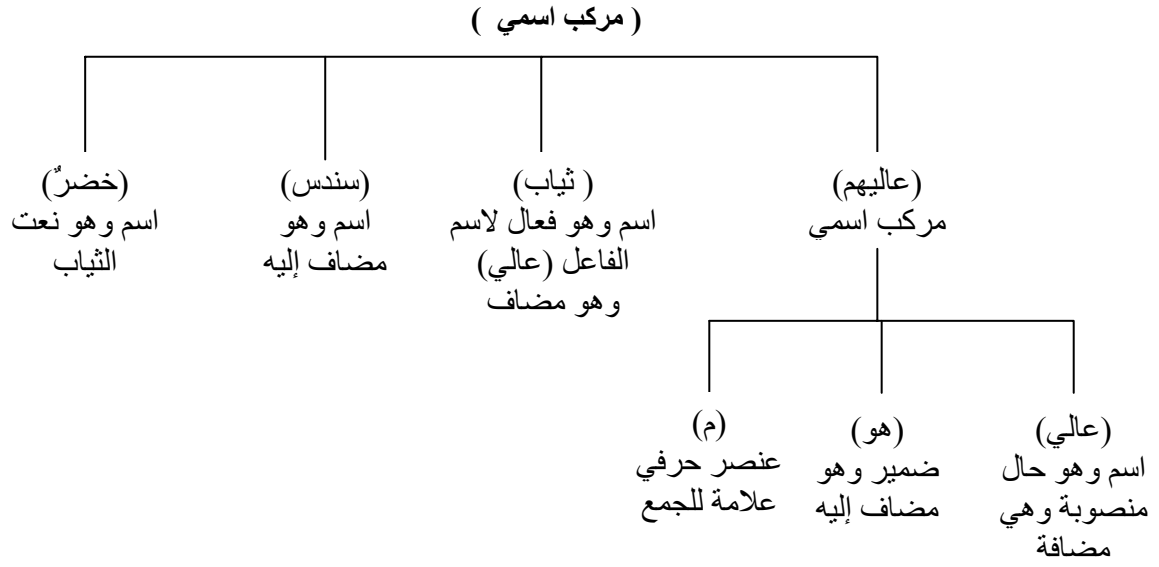 ( مركب اسمي )
(عاليهم)
مركب اسمي
( ثياب)
اسم وهو فعال لاسم
الفاعل (عالي)
وهو مضاف
(سندس)
اسم وهو
مضاف إليه
(خضرٌ)
اسم وهو نعت
الثياب
(عالي)
اسم وهو حال
منصوبة وهي
مضافة
(هو)
ضمير وهو
مضاف إليه
(م)
عنصر حرفي
علامة للجمع